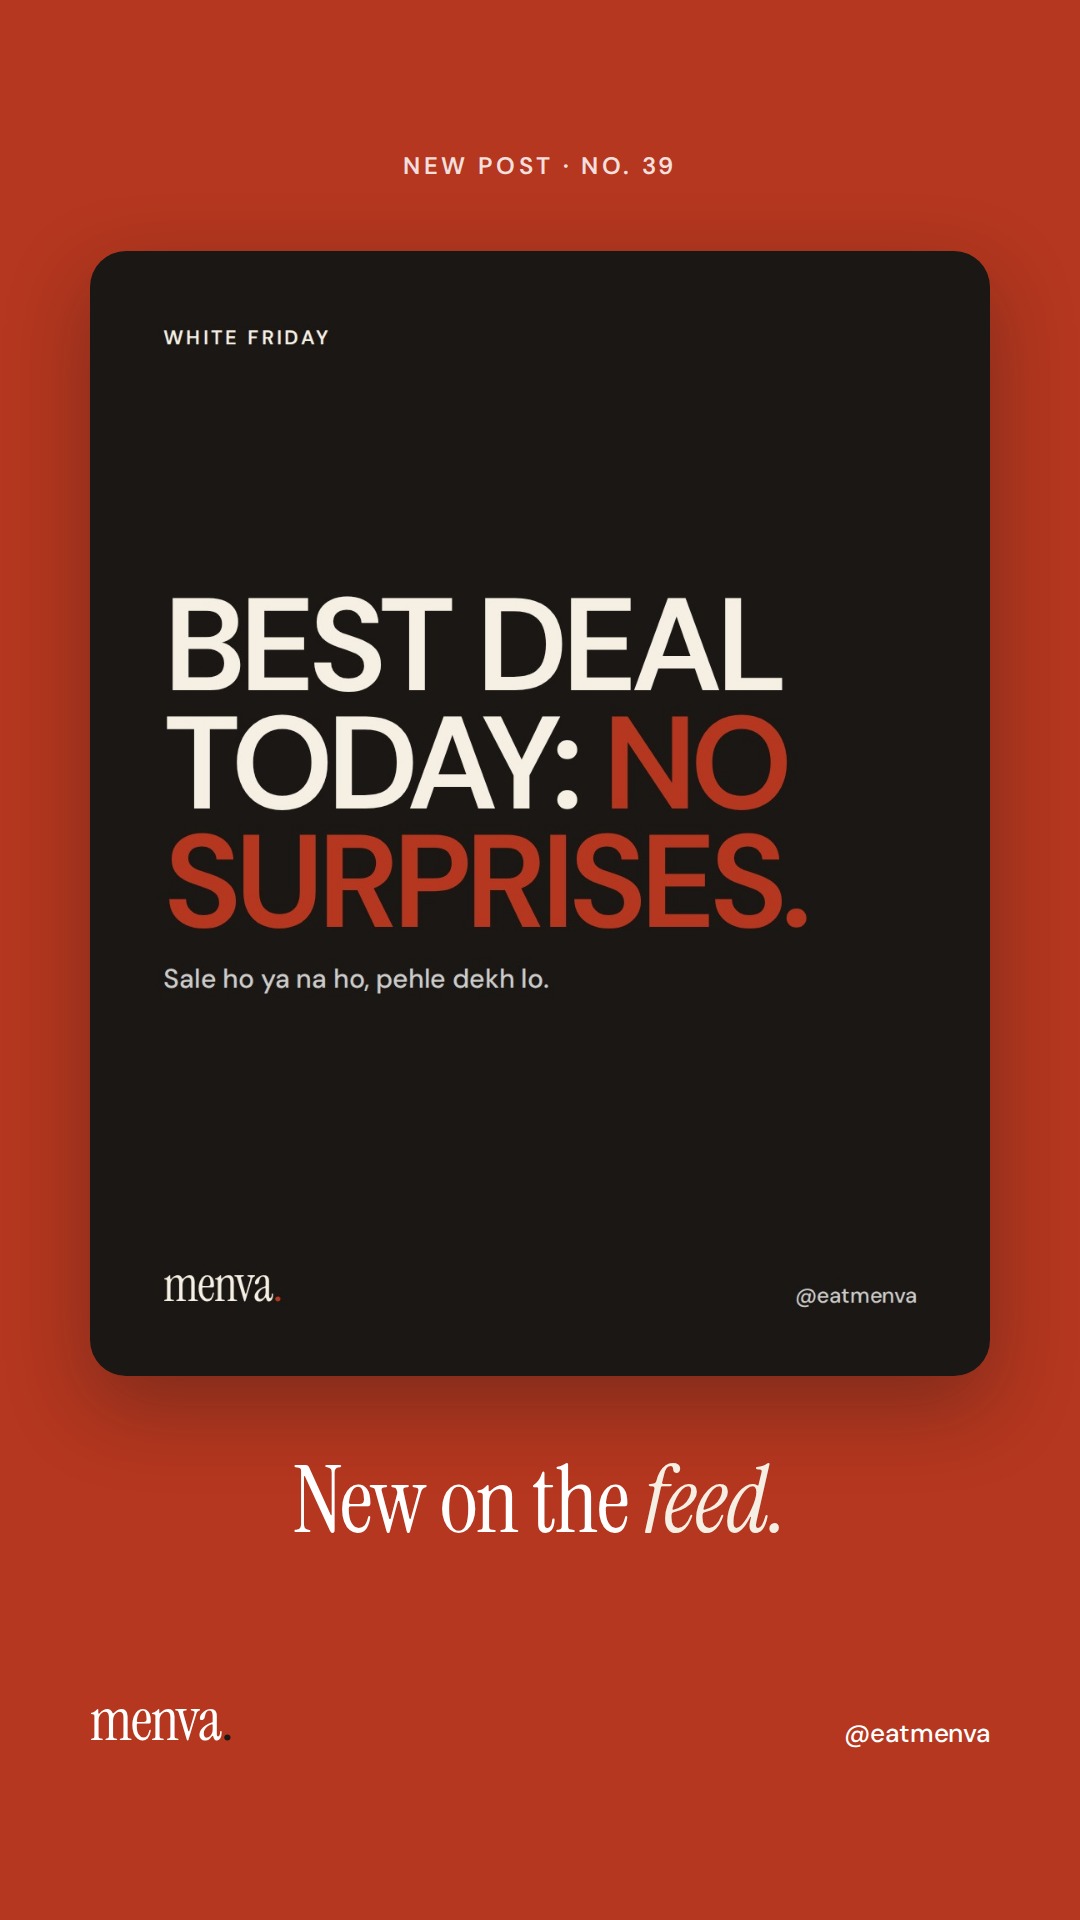 NEW POST · NO. 39
WHITE FRIDAY
BEST DEAL
TODAY: NO
SURPRISES.
Sale ho ya na ho, pehle dekh lo.
menva.
@eatmenva
New on the feed.
menva.
@eatmenva